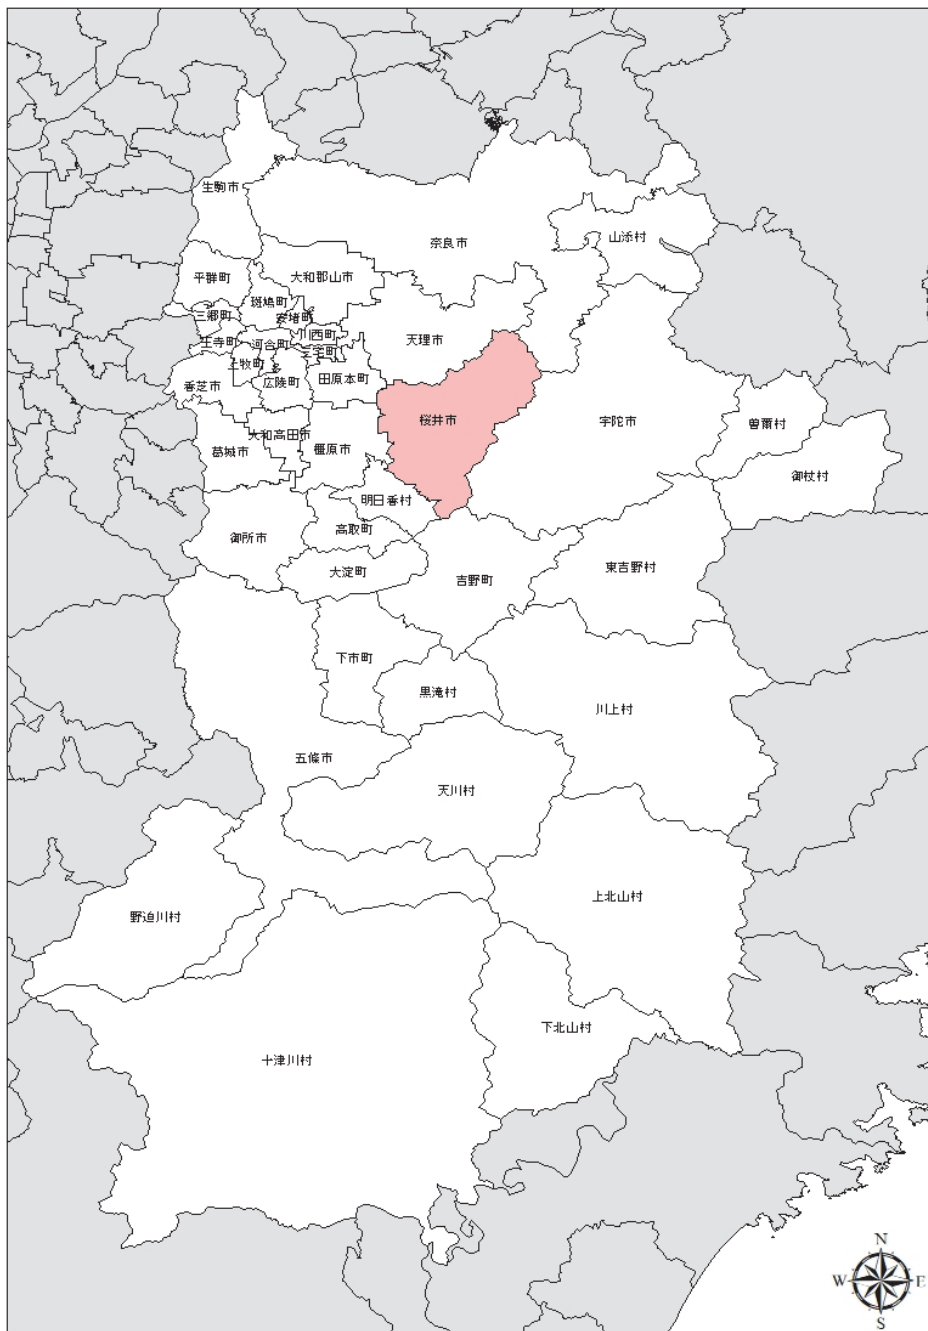 生駒市
奈良市
山添村
平群町
大和郡山市
斑鳩町
三郷町
安堵町
川西町
天理市
王寺町
河合町
三宅町
上牧町
香芝市
広陵町
田原本町
桜井市
宇陀市
曽爾村
大和高田市
葛城市
橿原市
御杖村
明日香村
高取町
御所市
大淀町
吉野町
東吉野村
下市町
黒滝村
川上村
五條市
天川村
上北山村
野迫川村
下北山村
十津川村
N
W
E
S